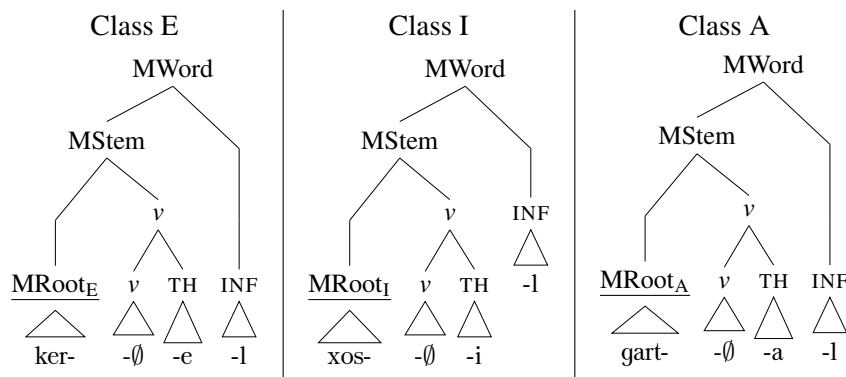 Class E Class I Class A
MWord MWord MWord
MStem MStem MStem
v v INF v
MRoot_E v TH INF MRoot_I v TH -l MRoot_A v TH INF
ker- -∅ -e -l xos- -∅ -i gart- -∅ -a -l